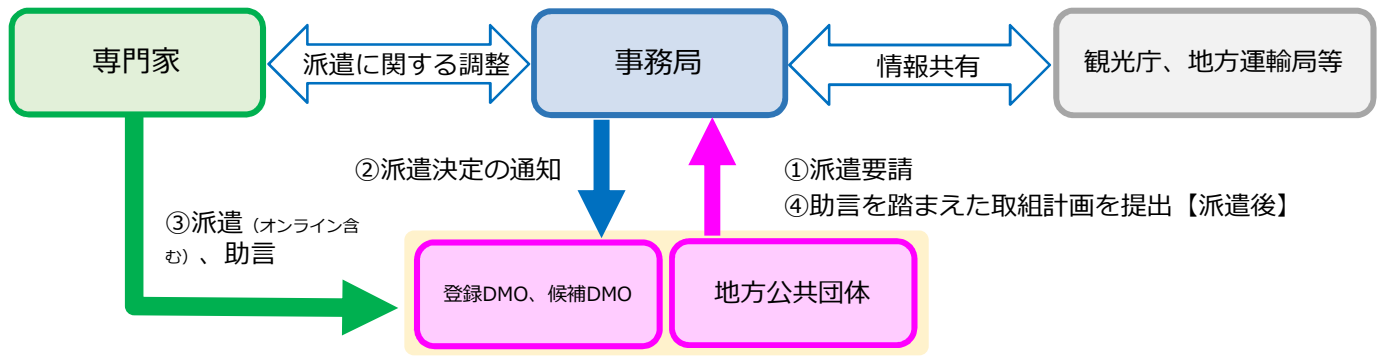 専門家
派遣に関する調整
事務局
情報共有
観光庁、地方運輸局等
②派遣決定の通知
①派遣要請
④助言を踏まえた取組計画を提出【派遣後】
③派遣（オンライン含
む）、助言
登録DMO、候補DMO
地方公共団体